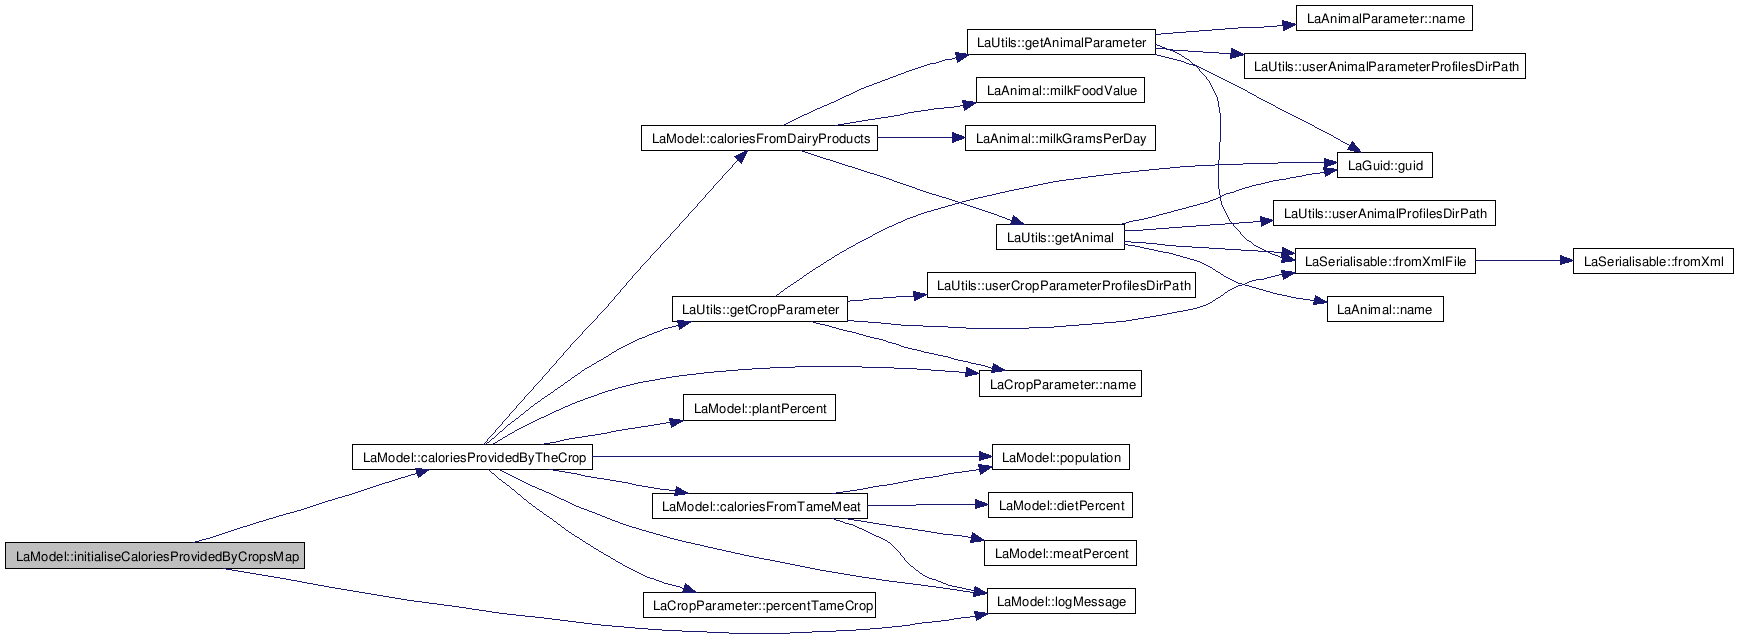 LaAnimalParameter::name
LaUtils::getAnimalParameter
LaUtils::userAnimalParameterProfilesDirPath
LaAnimal::milkFoodValue
LaModel::caloriesFromDairyProducts
LaAnimal::milkGramsPerDay
LaGuid::guid
LaUtils::userAnimalProfilesDirPath
LaUtils::getAnimal
LaSerialisable::fromXmlFile
LaSerialisable::fromXml
LaUtils::userCropParameterProfilesDirPath
LaUtils::getCropParameter
LaAnimal::name
LaCropParameter::name
LaModel::plantPercent
LaModel::caloriesProvidedByTheCrop
LaModel::population
LaModel::caloriesFromTameMeat
LaModel::dietPercent
LaModel::initialiseCaloriesProvidedByCropsMap
LaModel::meatPercent
LaCropParameter::percentTameCrop
LaModel::logMessage